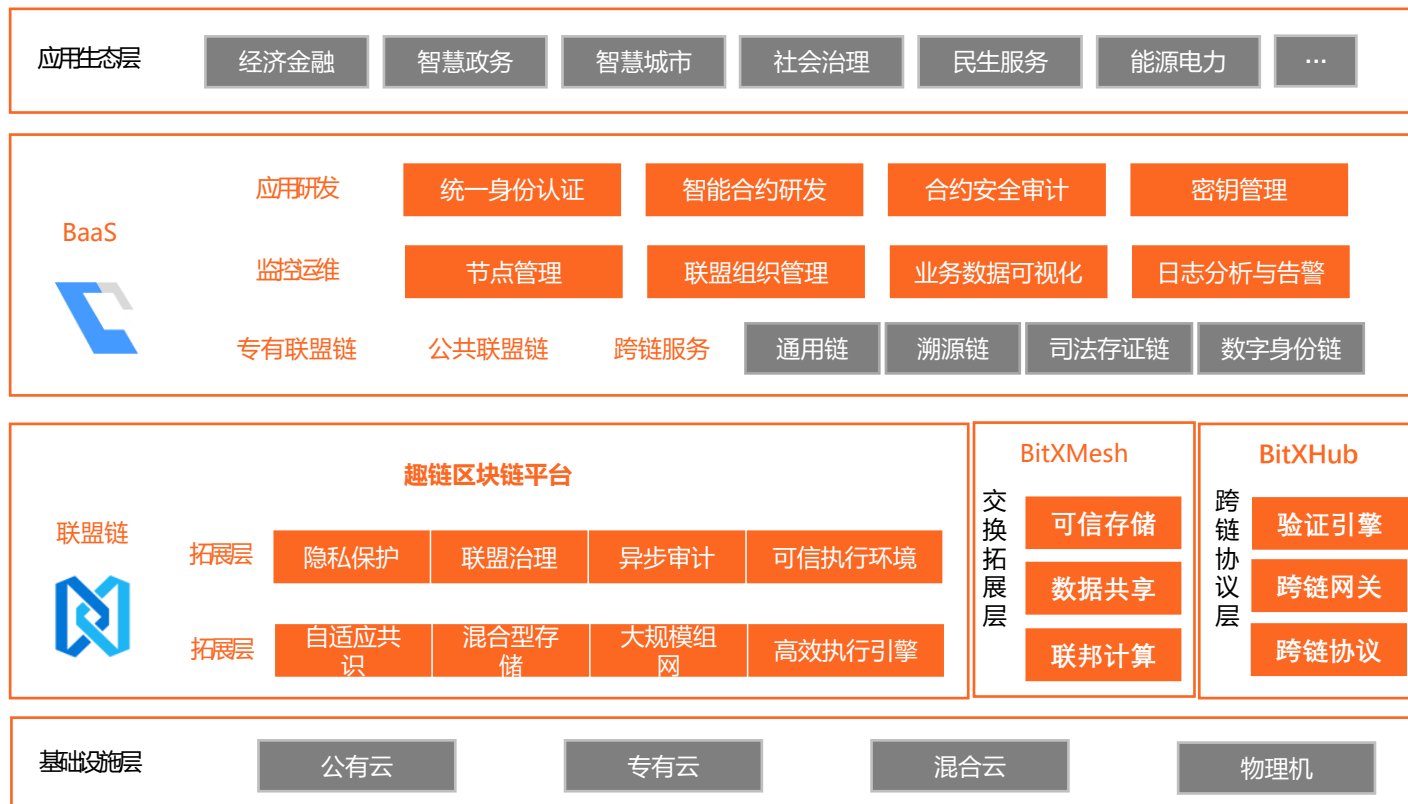 应用生态层
经济金融
智慧政务
智慧城市
社会治理
民生服务
能源电力
...
BaaS
应用研发
统一身份认证
智能合约研发
合约安全审计
密钥管理
监控运维
节点管理
联盟组织管理
业务数据可视化
日志分析与告警
专有联盟链
公共联盟链
跨链服务
通用链
溯源链
司法存证链
数字身份链
趣链区块链平台
联盟链
拓展层
隐私保护
联盟治理
异步审计
可信执行环境
拓展层
自适应共
识
混合型存
储
大规模组
网
高效执行引擎
BitXMesh
交换拓展层
可信存储
数据共享
联邦计算
BitXHub
跨链协议层
验证引擎
跨链网关
跨链协议
基础设施层
公有云
专有云
混合云
物理机